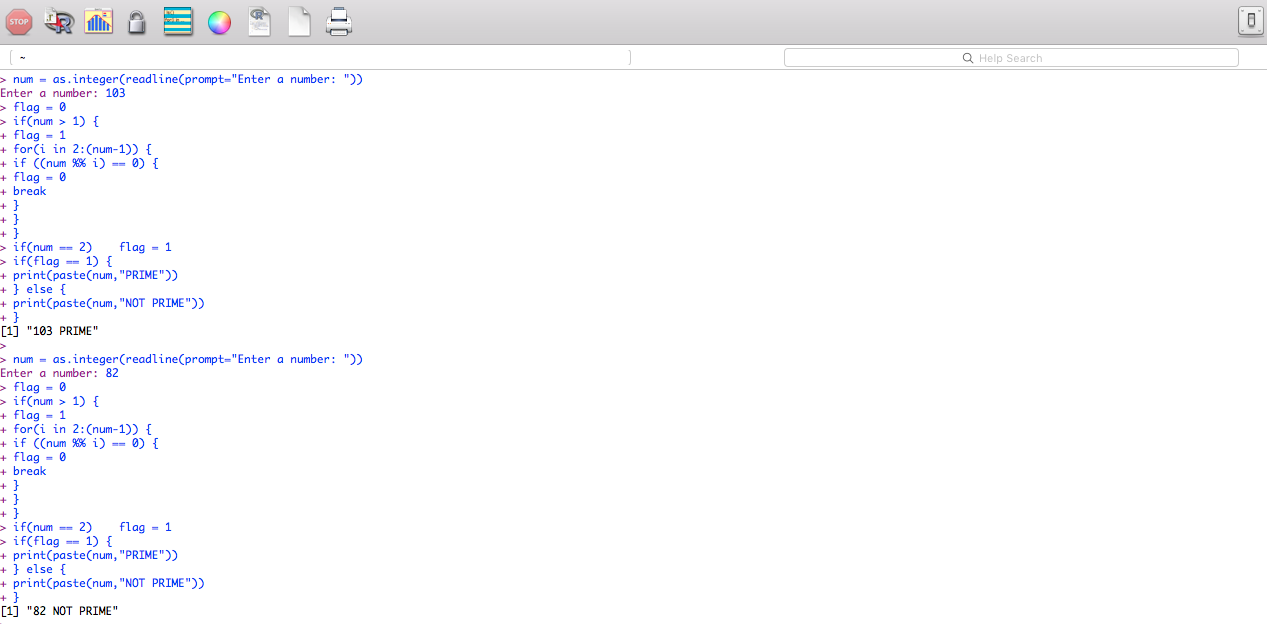 STOP
~
Help Search
> num = as.integer(readline(prompt="Enter a number: "))
Enter a number: 103
> flag = 0
> if(num > 1) {
+ flag = 1
+ for(i in 2:(num-1)) {
+ if ((num %% i) == 0) {
+ flag = 0
+ break
+ }
+ }
+ }
> if(num == 2)    flag = 1
> if(flag == 1) {
+ print(paste(num,"PRIME"))
+ } else {
+ print(paste(num,"NOT PRIME"))
+ }
[1] "103 PRIME"
>
> num = as.integer(readline(prompt="Enter a number: "))
Enter a number: 82
> flag = 0
> if(num > 1) {
+ flag = 1
+ for(i in 2:(num-1)) {
+ if ((num %% i) == 0) {
+ flag = 0
+ break
+ }
+ }
+ }
> if(num == 2)    flag = 1
> if(flag == 1) {
+ print(paste(num,"PRIME"))
+ } else {
+ print(paste(num,"NOT PRIME"))
+ }
[1] "82 NOT PRIME"